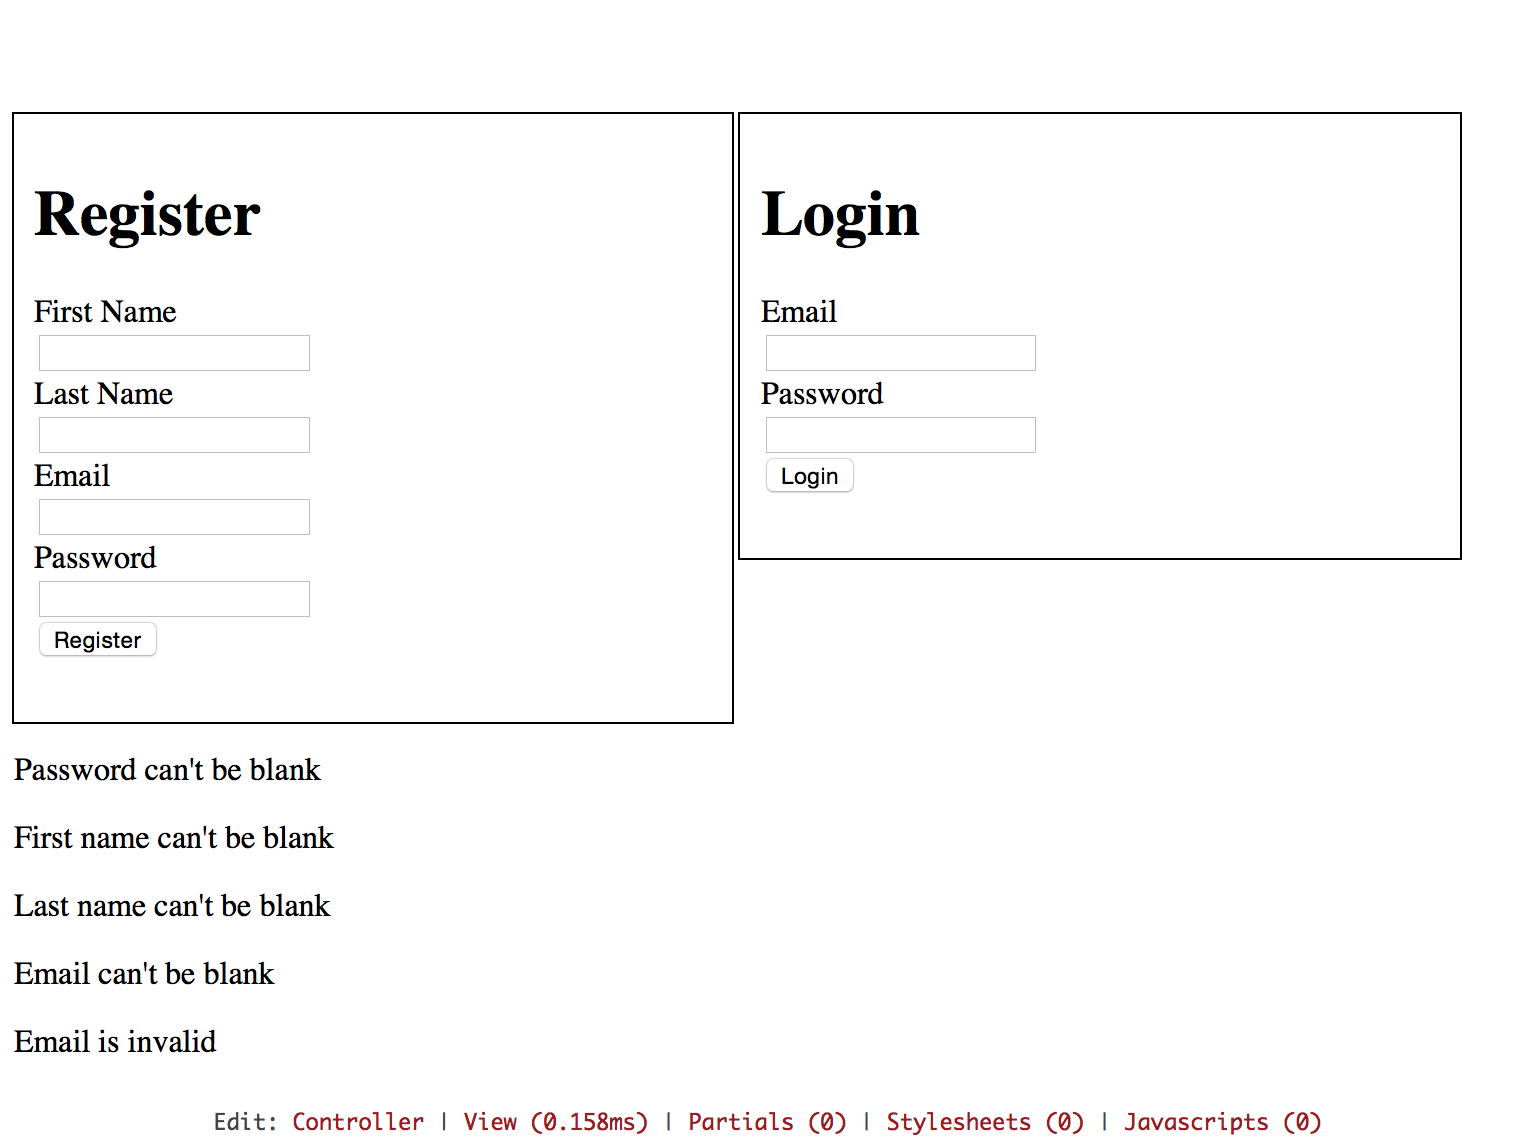 Register
First Name
Last Name
Email
Password
Register
Login
Email
Password
Login
Password can't be blank
First name can't be blank
Last name can't be blank
Email can't be blank
Email is invalid
Edit: Controller | View (0.158ms) | Partials (0) | Stylesheets (0) | Javascripts (0)